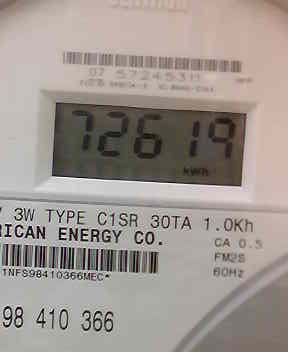 07 57245311
72619
kWh
V 3W TYPE C1SR 30TA 1.0Kh
RICAN ENERGY CO.
CA 0.5
FM2S
60Hz
1NFS98410366MEC*
98 410 366